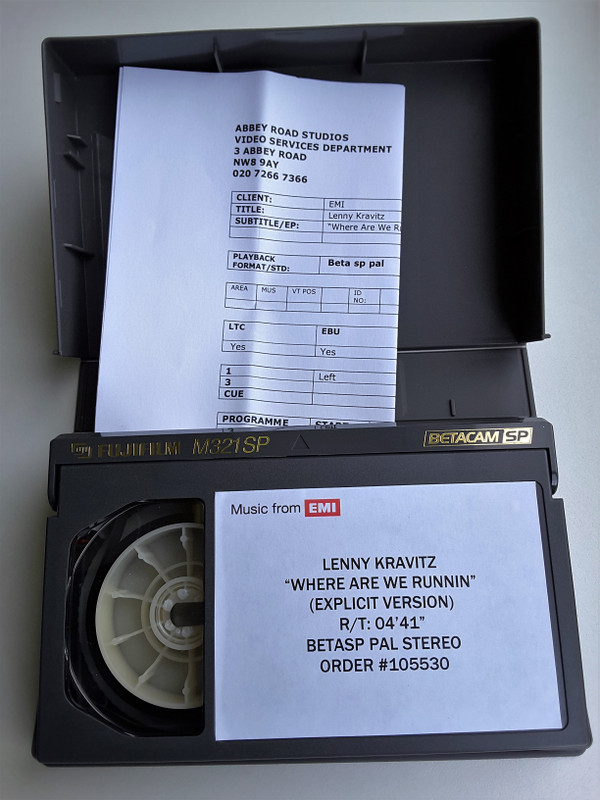 ABBEY ROAD STUDIOS
VIDEO SERVICES DEPARTMENT
3 ABBEY ROAD
NW8 9AY
020 7266 7366
CLIENT: EMI
TITLE: Lenny Kravitz
SUBTITLE/EP: "Where Are We
PLAYBACK
FORMAT/STD: Beta sp pal
AREA MUS VT POS ID
NO:
LTC EBU
Yes Yes
1 Left
3
CUE
PROGRAMME
FUJIFILM M321SP BETACAM SP
Music from EMI
LENNY KRAVITZ
“WHERE ARE WE RUNNIN”
(EXPLICIT VERSION)
R/T: 04'41”
BETASP PAL STEREO
ORDER #105530